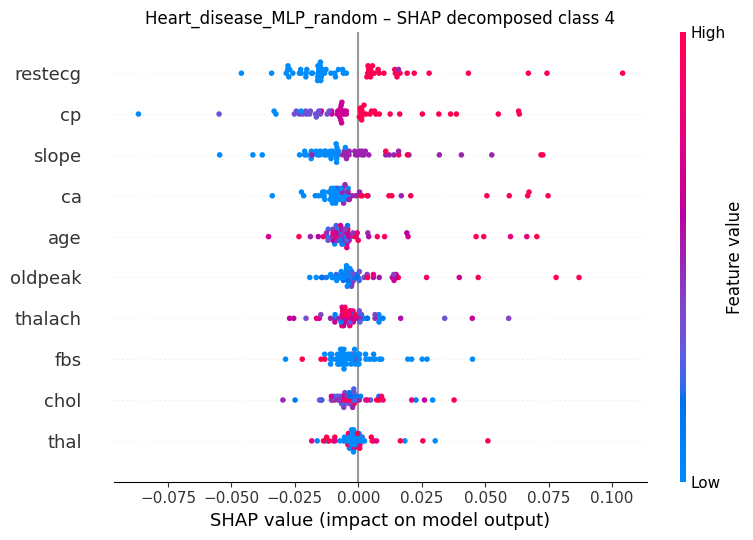 Heart_disease_MLP_random – SHAP decomposed class 4
High
restecg
cp
slope
ca
age
oldpeak
thalach
fbs
chol
thal
Feature value
Low
−0.075 −0.050 −0.025 0.000 0.025 0.050 0.075 0.100
SHAP value (impact on model output)